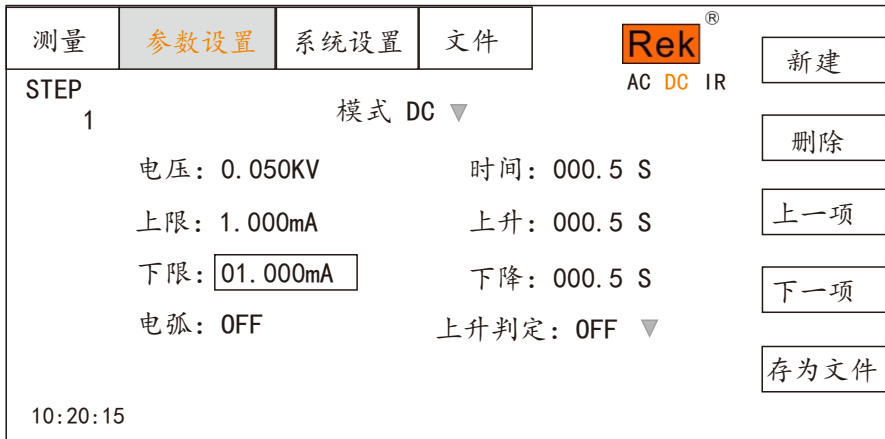 测量 参数设置 系统设置 文件 Rek®
AC DC IR
新建
STEP
1
模式 DC ▼
删除
电压：0.050KV 时间：000.5 S
上限：1.000mA 上升：000.5 S
上一项
下限：01.000mA 下降：000.5 S
下一项
电弧：OFF 上升判定：OFF ▼
存为文件
10:20:15